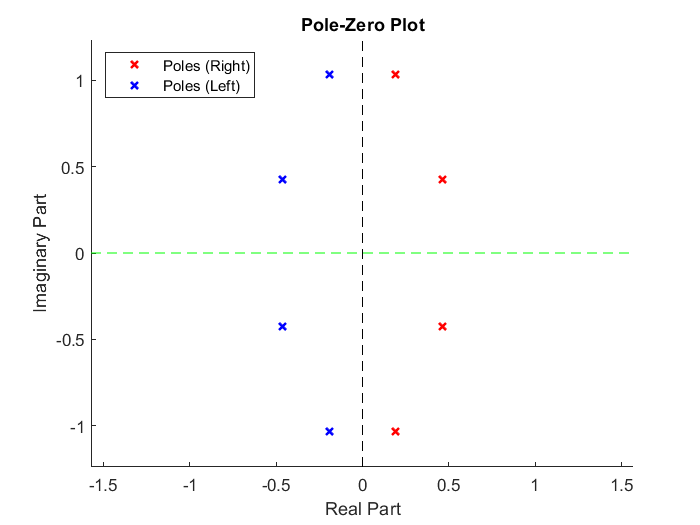 Pole-Zero Plot
Poles (Right)
Poles (Left)
1
0.5
0
-0.5
-1
Imaginary Part
-1.5 -1 -0.5 0 0.5 1 1.5
Real Part